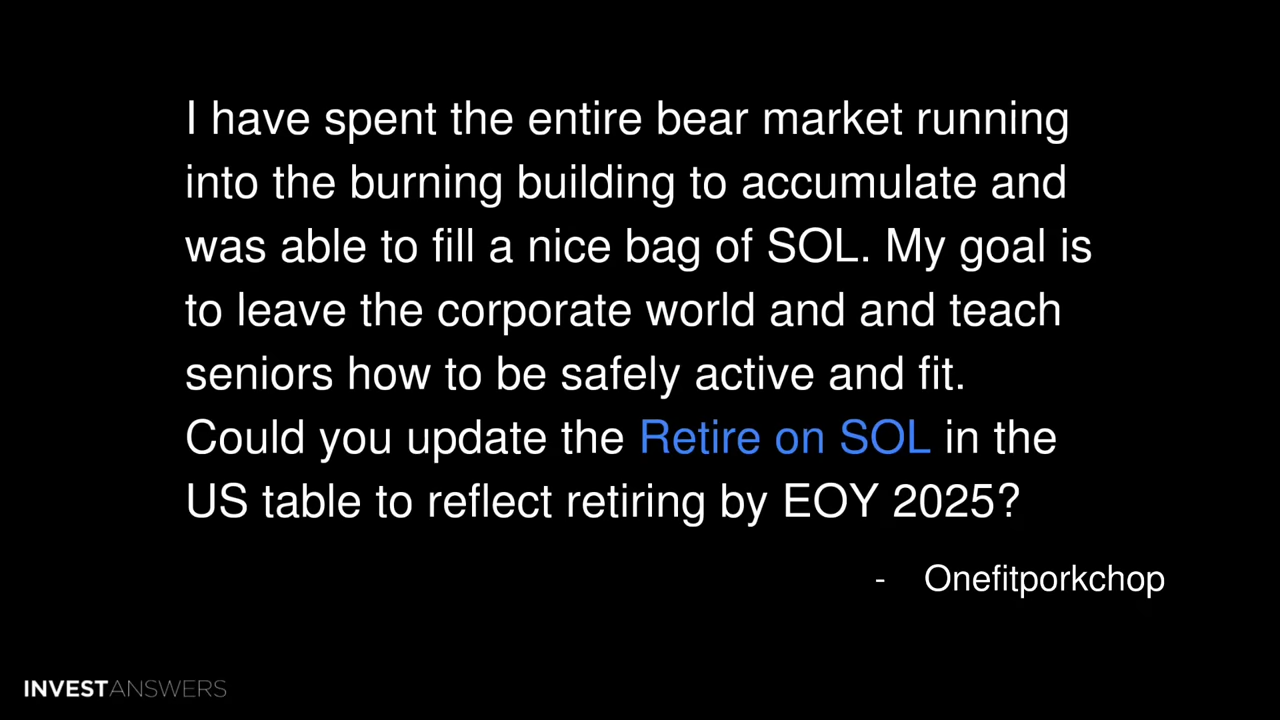 I have spent the entire bear market running
into the burning building to accumulate and
was able to fill a nice bag of SOL. My goal is
to leave the corporate world and and teach
seniors how to be safely active and fit.
Could you update the Retire on SOL in the
US table to reflect retiring by EOY 2025?
- Onefitporkchop
INVESTANSWERS